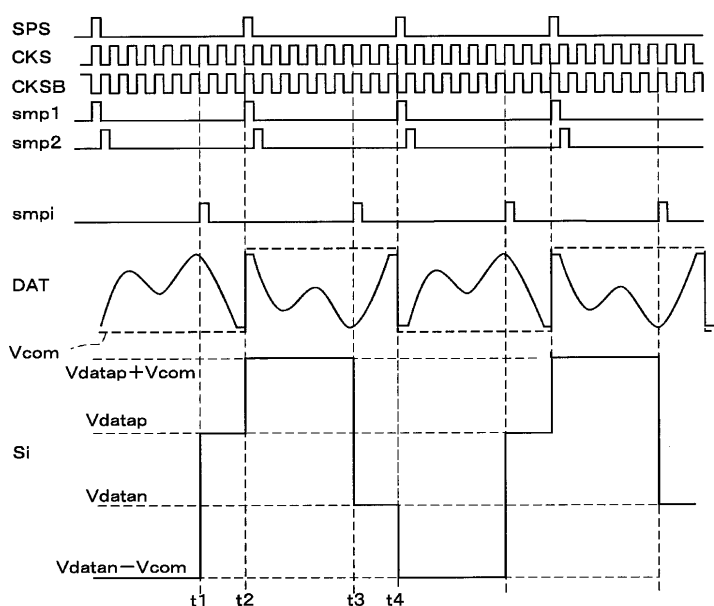 SPS
CKS
CKSB
smp1
smp2
smpi
DAT
Vcom
Vdatap+Vcom
Vdatap
Si
Vdatan
Vdatan−Vcom
t1 t2 t3 t4